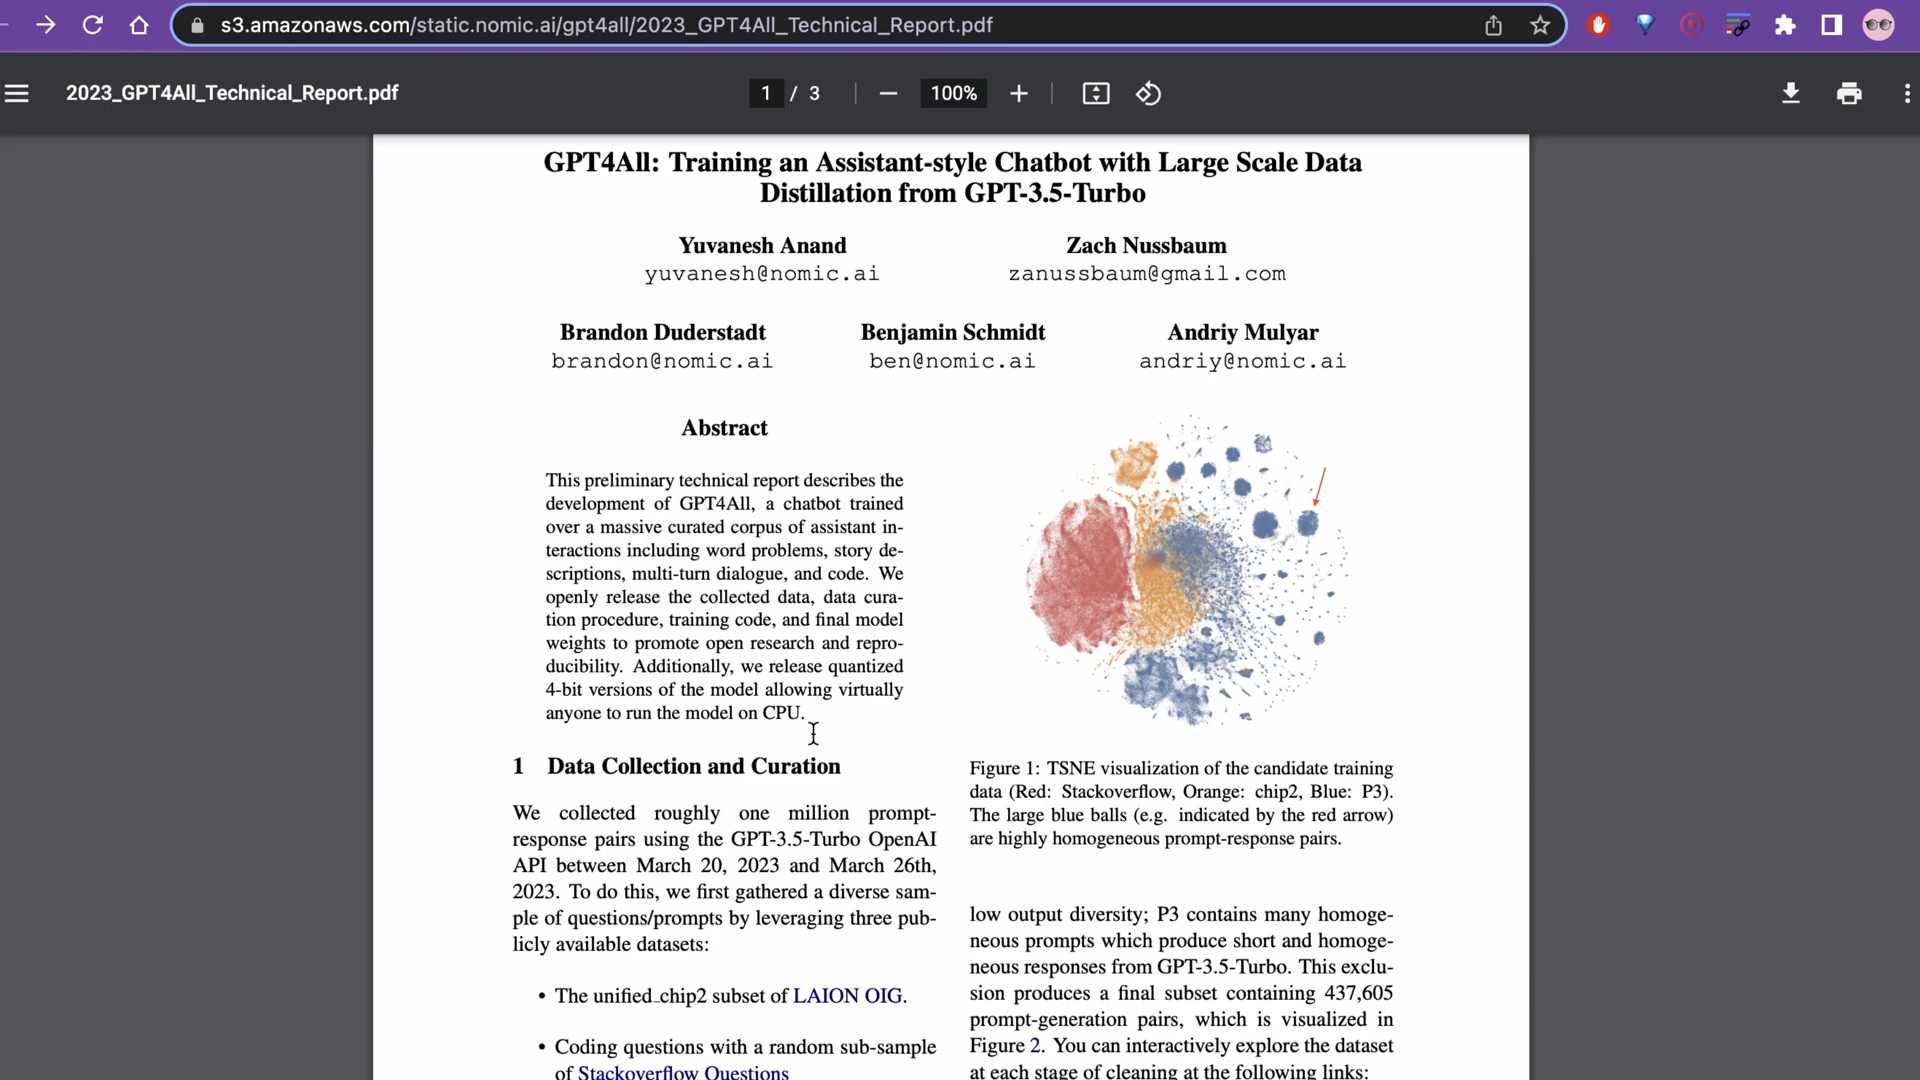 s3.amazonaws.com/static.nomic.ai/gpt4all/2023_GPT4All_Technical_Report.pdf
2023_GPT4All_Technical_Report.pdf
1 / 3
100%
GPT4All: Training an Assistant-style Chatbot with Large Scale Data
Distillation from GPT-3.5-Turbo
Yuvanesh Anand
yuvanesh@nomic.ai
Zach Nussbaum
zanussbaum@gmail.com
Brandon Duderstadt
brandon@nomic.ai
Benjamin Schmidt
ben@nomic.ai
Andriy Mulyar
andriy@nomic.ai
Abstract
This preliminary technical report describes the
development of GPT4All, a chatbot trained
over a massive curated corpus of assistant in-
teractions including word problems, story de-
scriptions, multi-turn dialogue, and code. We
openly release the collected data, data cura-
tion procedure, training code, and final model
weights to promote open research and repro-
ducibility. Additionally, we release quantized
4-bit versions of the model allowing virtually
anyone to run the model on CPU.
1 Data Collection and Curation
We collected roughly one million prompt-
response pairs using the GPT-3.5-Turbo OpenAI
API between March 20, 2023 and March 26th,
2023. To do this, we first gathered a diverse sam-
ple of questions/prompts by leveraging three pub-
licly available datasets:
• The unified_chip2 subset of LAION OIG.
• Coding questions with a random sub-sample
of Stackoverflow Questions
Figure 1: TSNE visualization of the candidate training
data (Red: Stackoverflow, Orange: chip2, Blue: P3).
The large blue balls (e.g. indicated by the red arrow)
are highly homogeneous prompt-response pairs.
low output diversity; P3 contains many homoge-
neous prompts which produce short and homoge-
neous responses from GPT-3.5-Turbo. This exclu-
sion produces a final subset containing 437,605
prompt-generation pairs, which is visualized in
Figure 2. You can interactively explore the dataset
at each stage of cleaning at the following links: